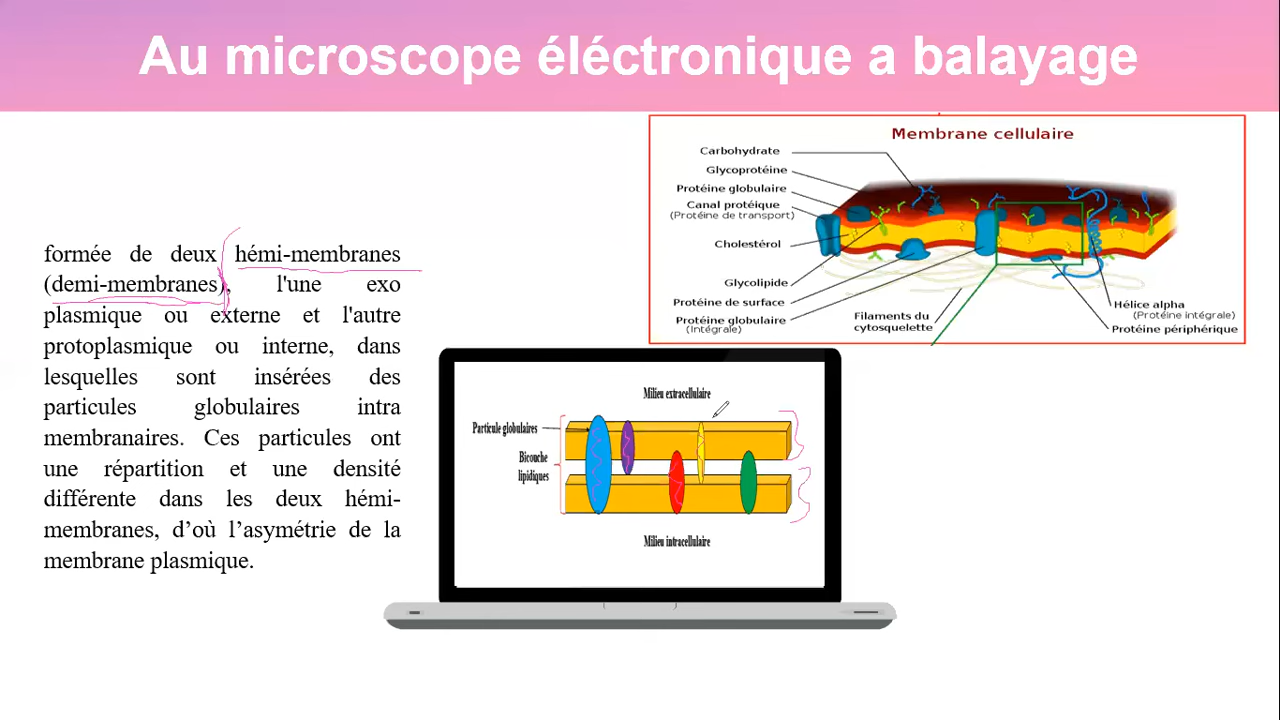 Au microscope éléctronique a balayage
formée de deux hémi-membranes
(demi-membranes), l'une exo
plasmique ou externe et l'autre
protoplasmique ou interne, dans
lesquelles sont insérées des
particules globulaires intra
membranaires. Ces particules ont
une répartition et une densité
différente dans les deux hémi-
membranes, d’où l’asymétrie de la
membrane plasmique.
Membrane cellulaire
Carbohydrate
Glycoprotéine
Protéine globulaire
Canal protéique
(Protéine de transport)
Cholestérol
Glycolipide
Protéine de surface
Protéine globulaire
(Intégrale)
Filaments du
cytosquelette
Hélice alpha
(Protéine intégrale)
Protéine périphérique
Milieu extracellulaire
Particule globulaires
Bicouche
lipidiques
Milieu intracellulaire